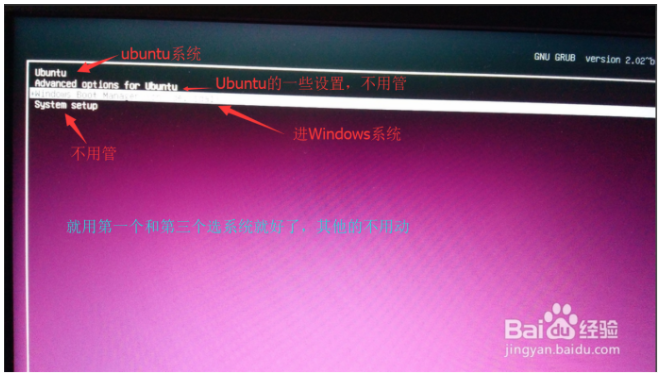 ubuntu系统
GNU GRUB version 2.02~b
Ubuntu
Advanced options for Ubuntu
Ubuntu的一些设置，不用管
*Windows Boot Manager
System setup
进Windows系统
不用管
就用第一个和第三个选系统就好了，其他的不用动
Baidu经验
jingyan.baidu.com